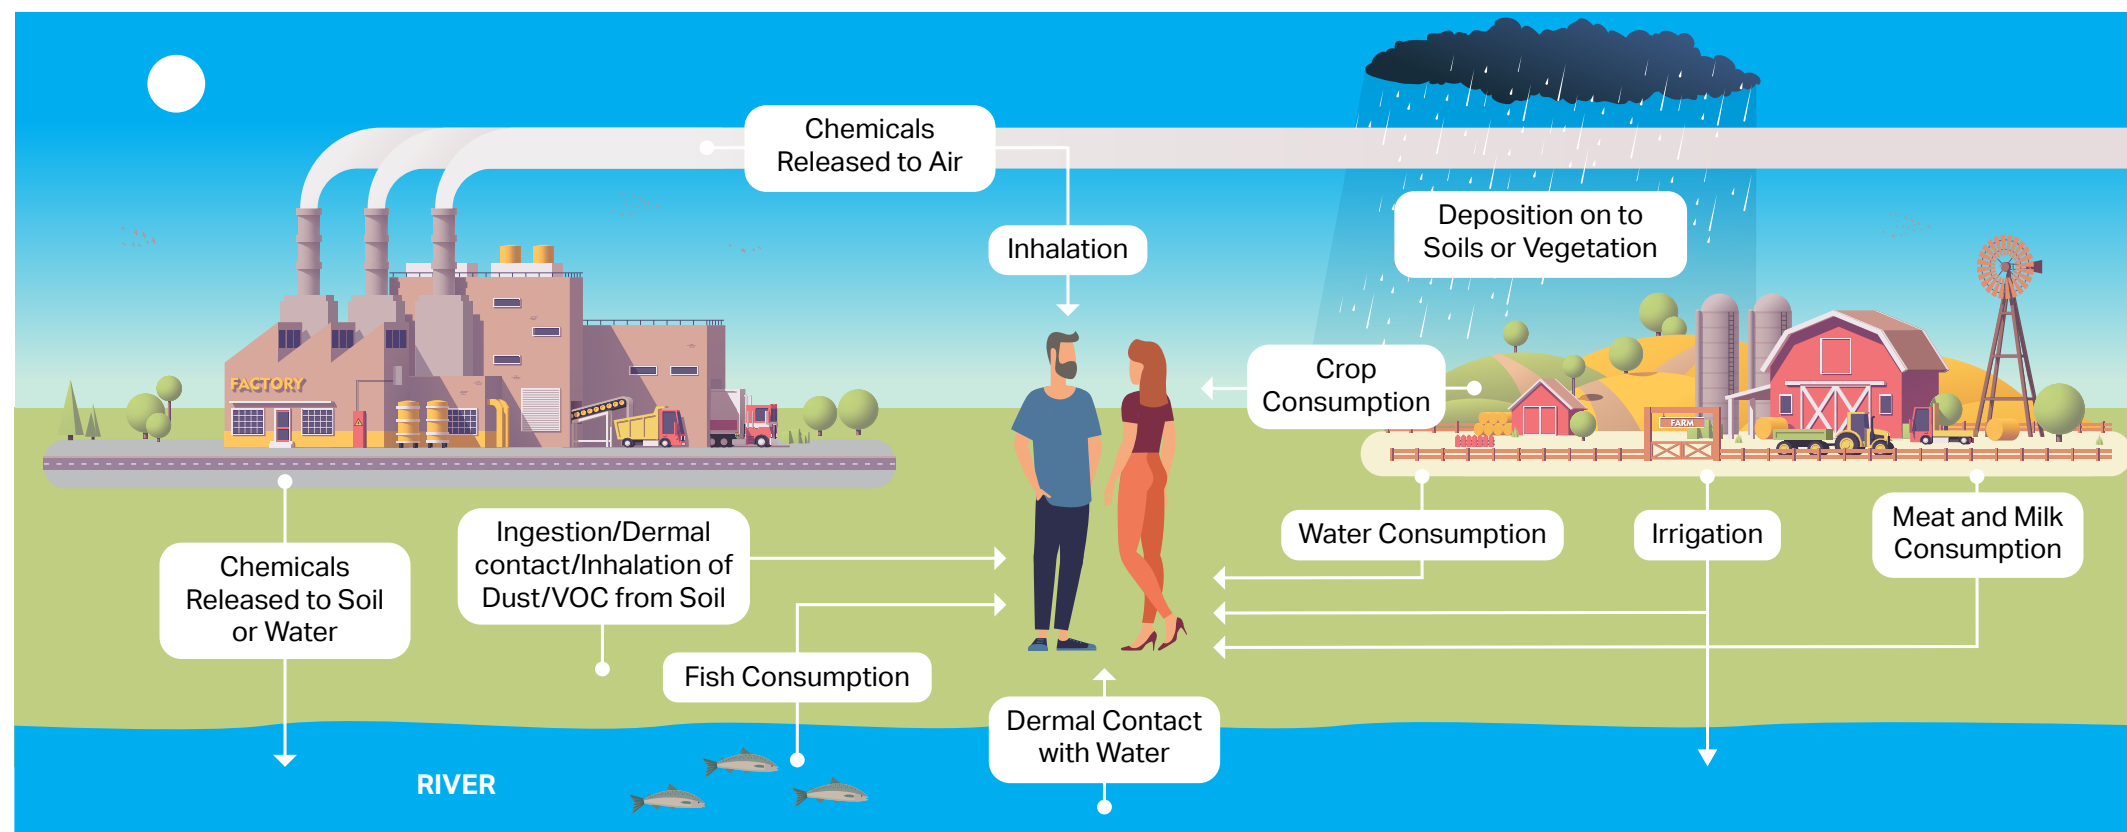 Chemicals
Released to Air
Inhalation
Deposition on to
Soils or Vegetation
Crop
Consumption
FACTORY
FARM
Chemicals
Released to Soil
or Water
Ingestion/Dermal
contact/Inhalation of
Dust/VOC from Soil
Water Consumption
Irrigation
Meat and Milk
Consumption
Fish Consumption
Dermal Contact
with Water
RIVER